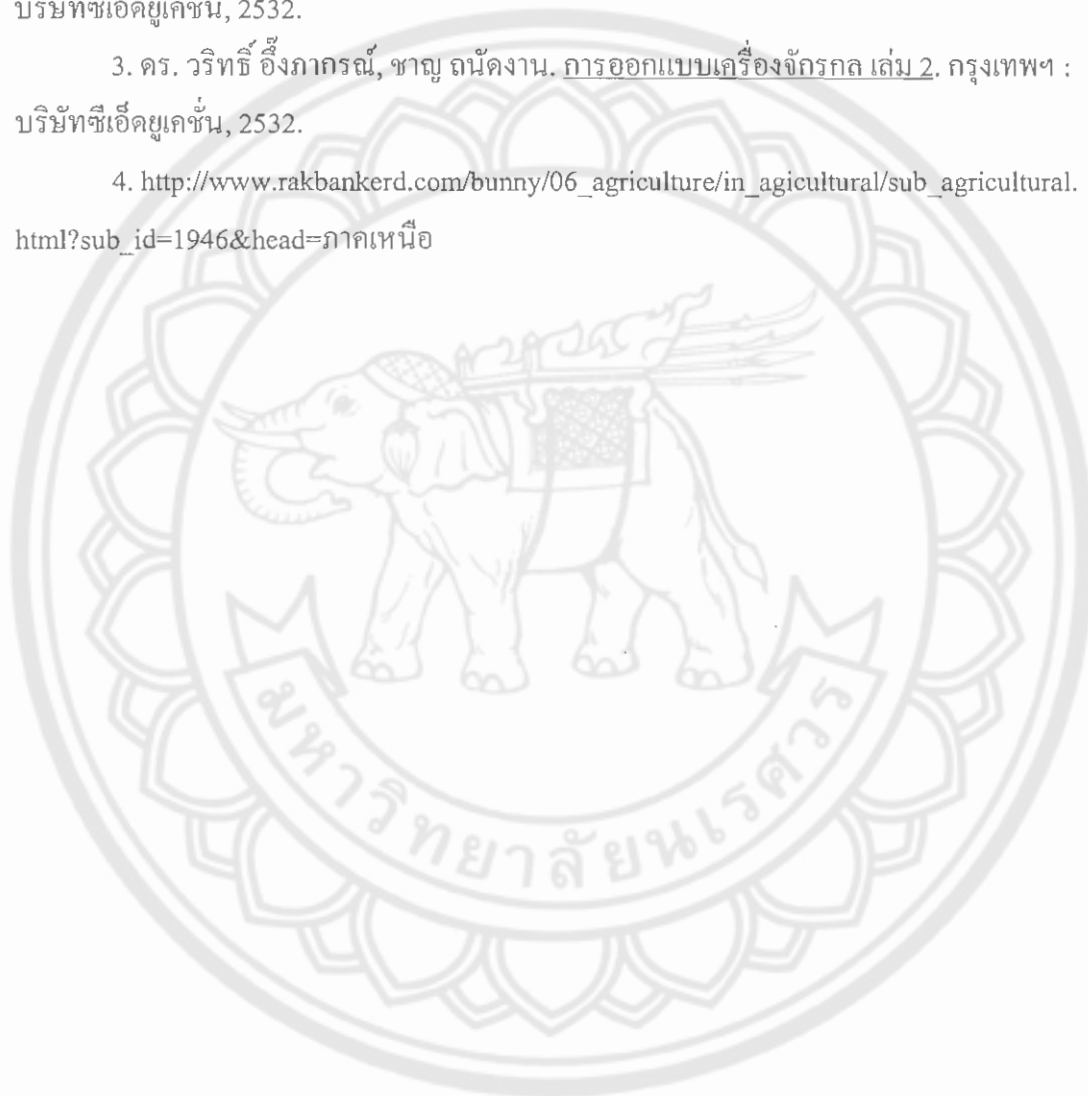 บริษัทซีเอ็ดยูเคชั่น, 2532.
3. ดร. วริทธิ์ อึ๊งภากรณ์, ชาญ ถนัดงาน. การออกแบบเครื่องจักรกล เล่ม 2. กรุงเทพฯ :
บริษัทซีเอ็ดยูเคชั่น, 2532.
4. http://www.rakbankerd.com/bunny/06_agriculture/in_agicultural/sub_agricultural.
html?sub_id=1946&head=ภาคเหนือ
มหาวิทยาลัยนเรศวร